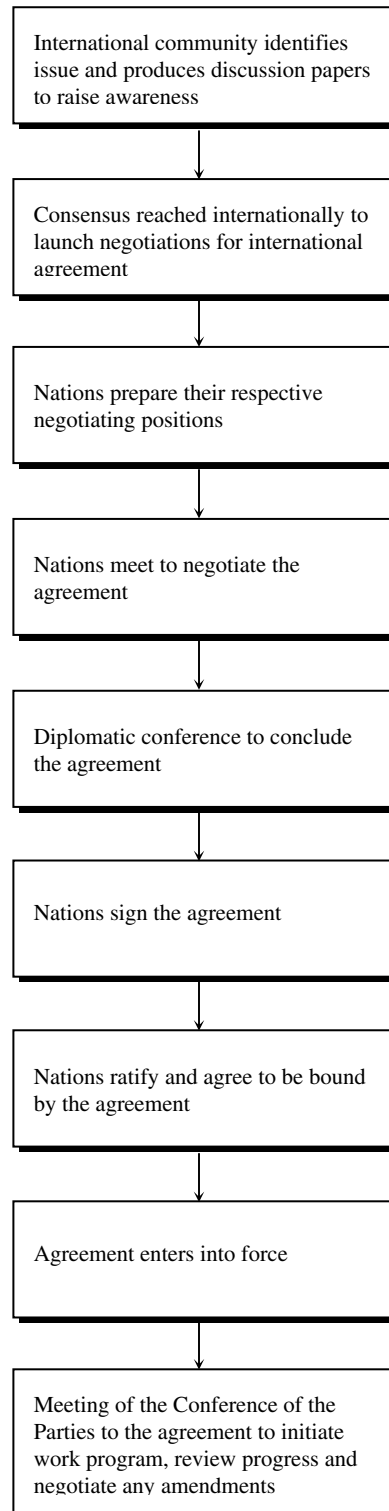 International community identifies
issue and produces discussion papers
to raise awareness
Consensus reached internationally to
launch negotiations for international
agreement
Nations prepare their respective
negotiating positions
Nations meet to negotiate the
agreement
Diplomatic conference to conclude
the agreement
Nations sign the agreement
Nations ratify and agree to be bound
by the agreement
Agreement enters into force
Meeting of the Conference of the
Parties to the agreement to initiate
work program, review progress and
negotiate any amendments